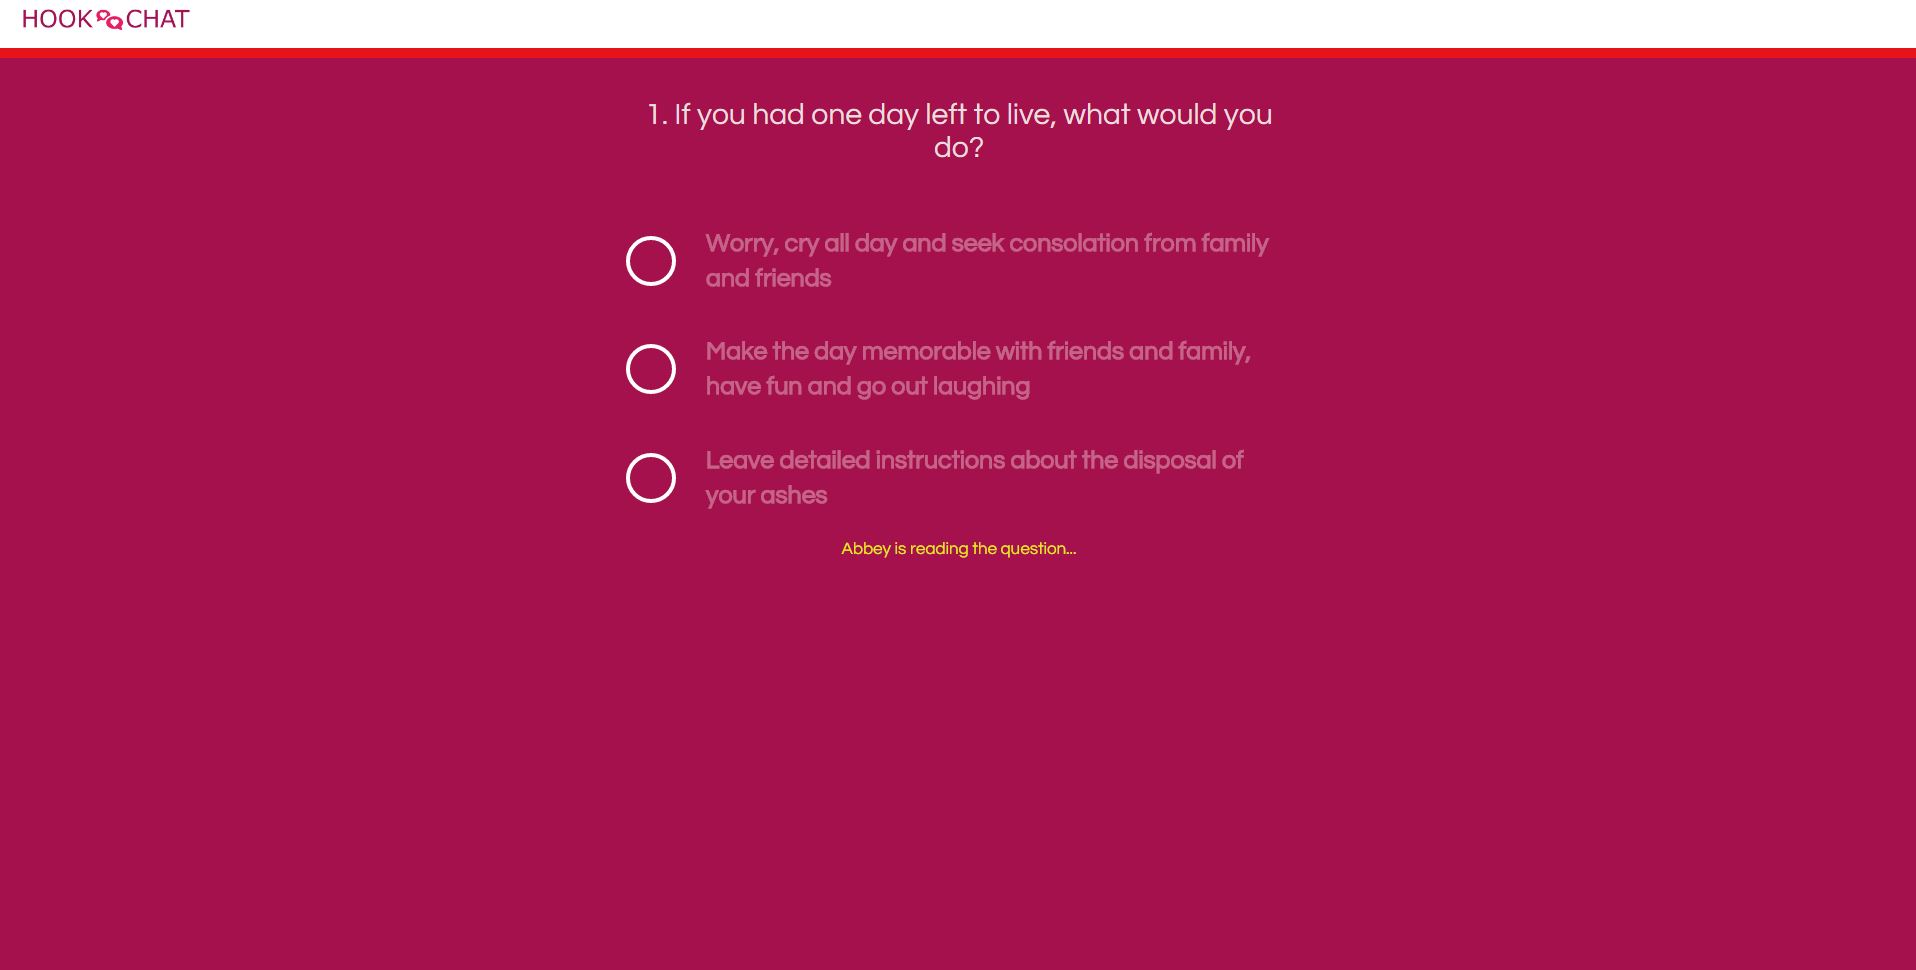 HOOK CHAT
1. If you had one day left to live, what would you
do?
Worry, cry all day and seek consolation from family
and friends
Make the day memorable with friends and family,
have fun and go out laughing
Leave detailed instructions about the disposal of
your ashes
Abbey is reading the question...